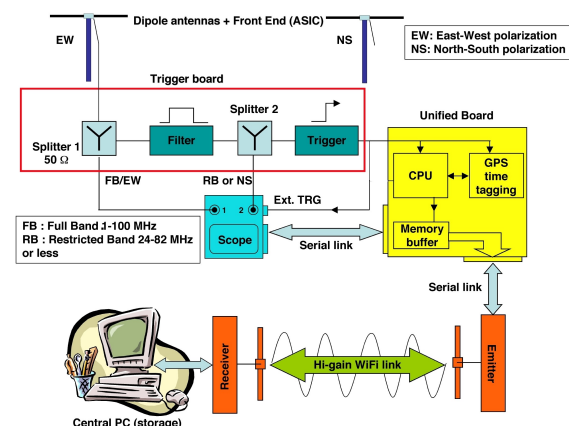 Dipole antennas + Front End (ASIC)
EW
NS
EW: East-West polarization
NS: North-South polarization
Trigger board
Splitter 1
50 Ω
Filter
Splitter 2
Trigger
Unified Board
CPU
GPS
time
tagging
Memory
buffer
FB/EW
RB or NS
Ext. TRG
1 2
Scope
Serial link
FB : Full Band 1-100 MHz
RB : Restricted Band 24-82 MHz
or less
Serial link
Receiver
Hi-gain WiFi link
Emitter
Central PC (storage)